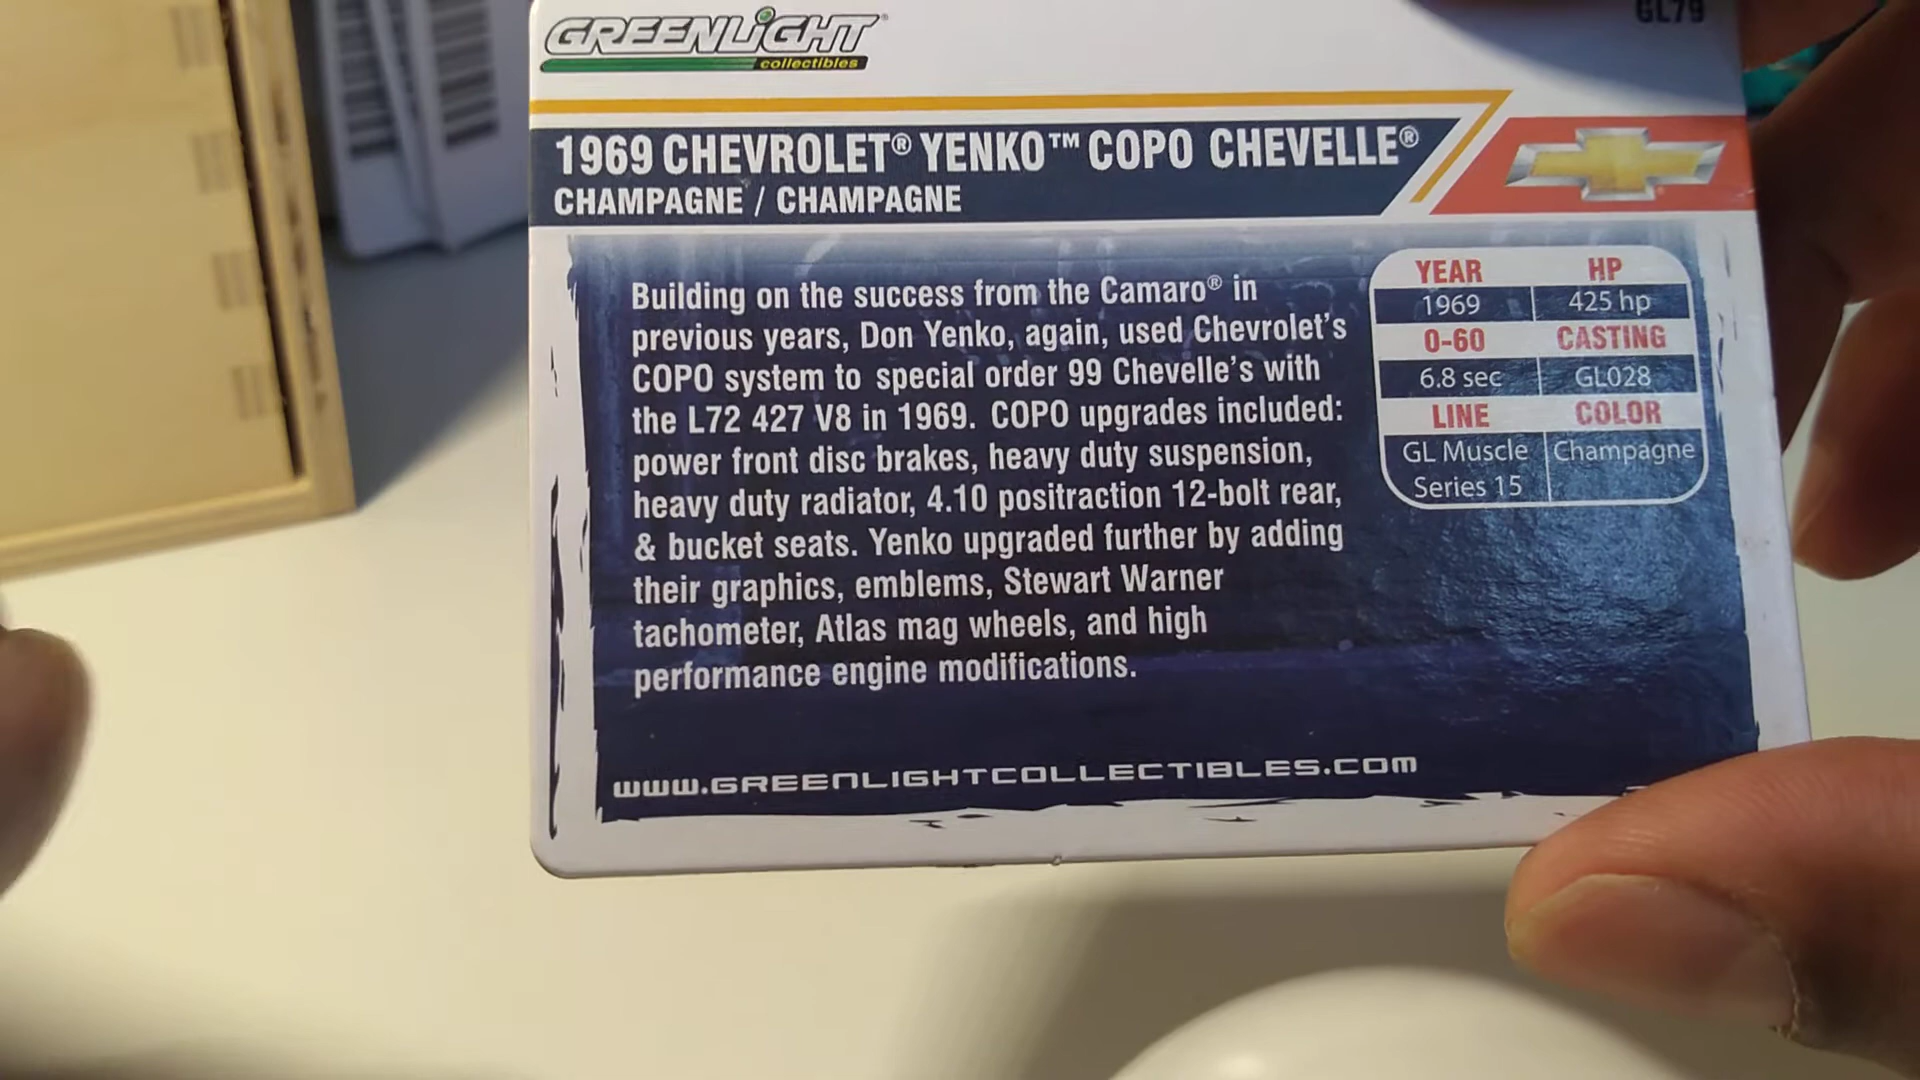 GREENLiGHT®
collectibles
GL79
1969 CHEVROLET® YENKO™ COPO CHEVELLE®
CHAMPAGNE / CHAMPAGNE
Building on the success from the Camaro® in
previous years, Don Yenko, again, used Chevrolet's
COPO system to special order 99 Chevelle's with
the L72 427 V8 in 1969. COPO upgrades included:
power front disc brakes, heavy duty suspension,
heavy duty radiator, 4.10 positraction 12-bolt rear,
& bucket seats. Yenko upgraded further by adding
their graphics, emblems, Stewart Warner
tachometer, Atlas mag wheels, and high
performance engine modifications.
YEAR HP
1969 425 hp
0-60 CASTING
6.8 sec GL028
LINE COLOR
GL Muscle Champagne
Series 15
www.GREENLIGHTCOLLECTIBLES.com